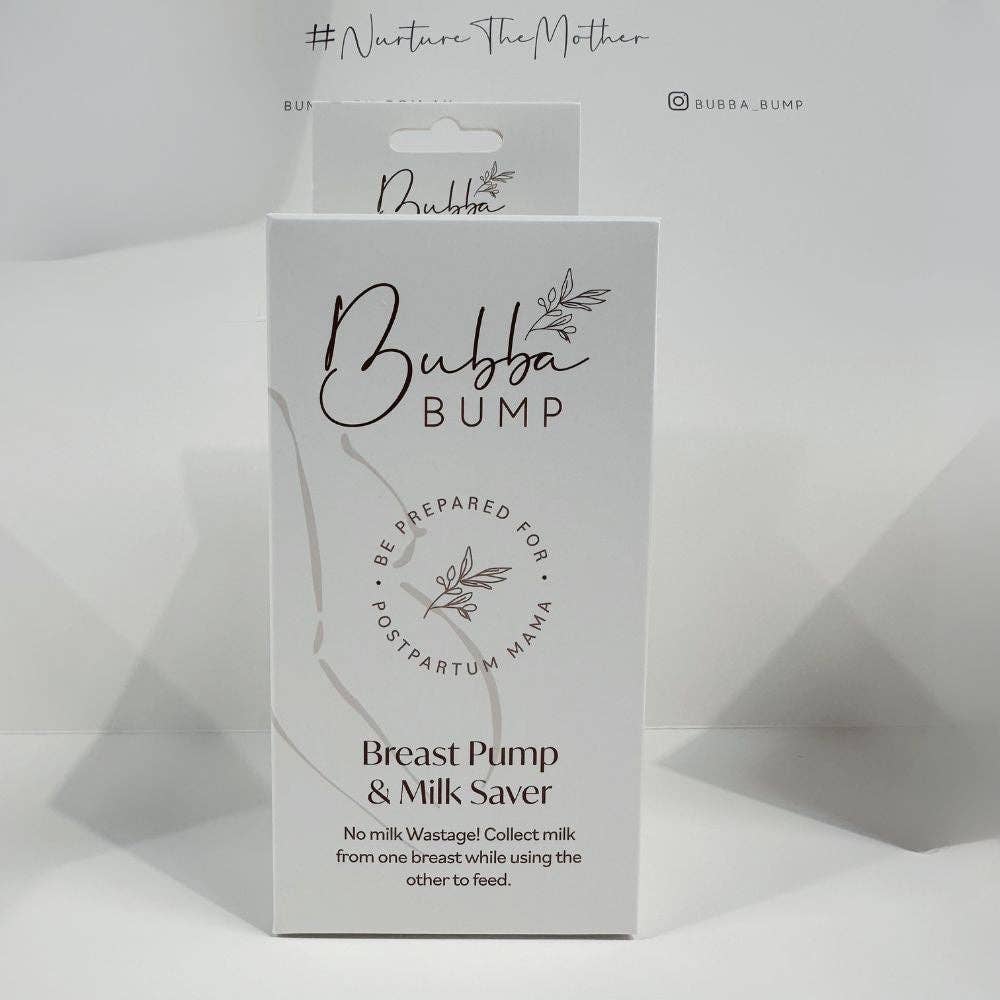 #NurtureTheMother
BUBBA_BUMP
Bubba
Bubba
BUMP
BE PREPARED FOR
POSTPARTUM MAMA
Breast Pump
& Milk Saver
No milk Wastage! Collect milk
from one breast while using the
other to feed.